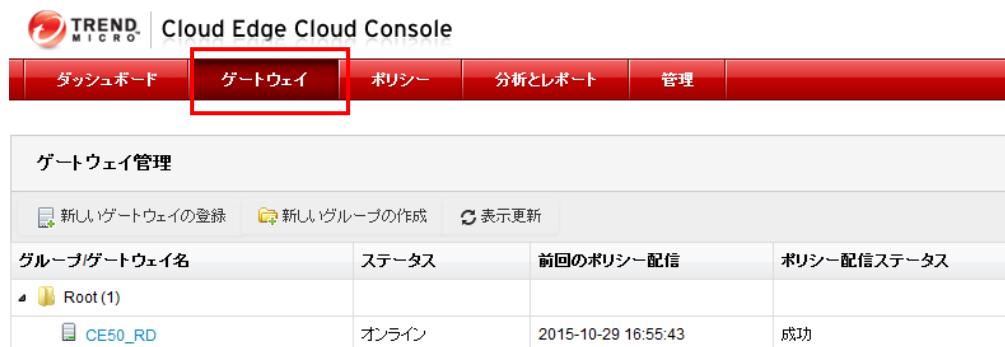 TREND MICRO Cloud Edge Cloud Console
ダッシュボード ゲートウェイ ポリシー 分析とレポート 管理
ゲートウェイ管理
新しいゲートウェイの登録 新しいグループの作成 表示更新
グループ/ゲートウェイ名 ステータス 前回のポリシー配信 ポリシー配信ステータス
Root (1)
CE50_RD オンライン 2015-10-29 16:55:43 成功